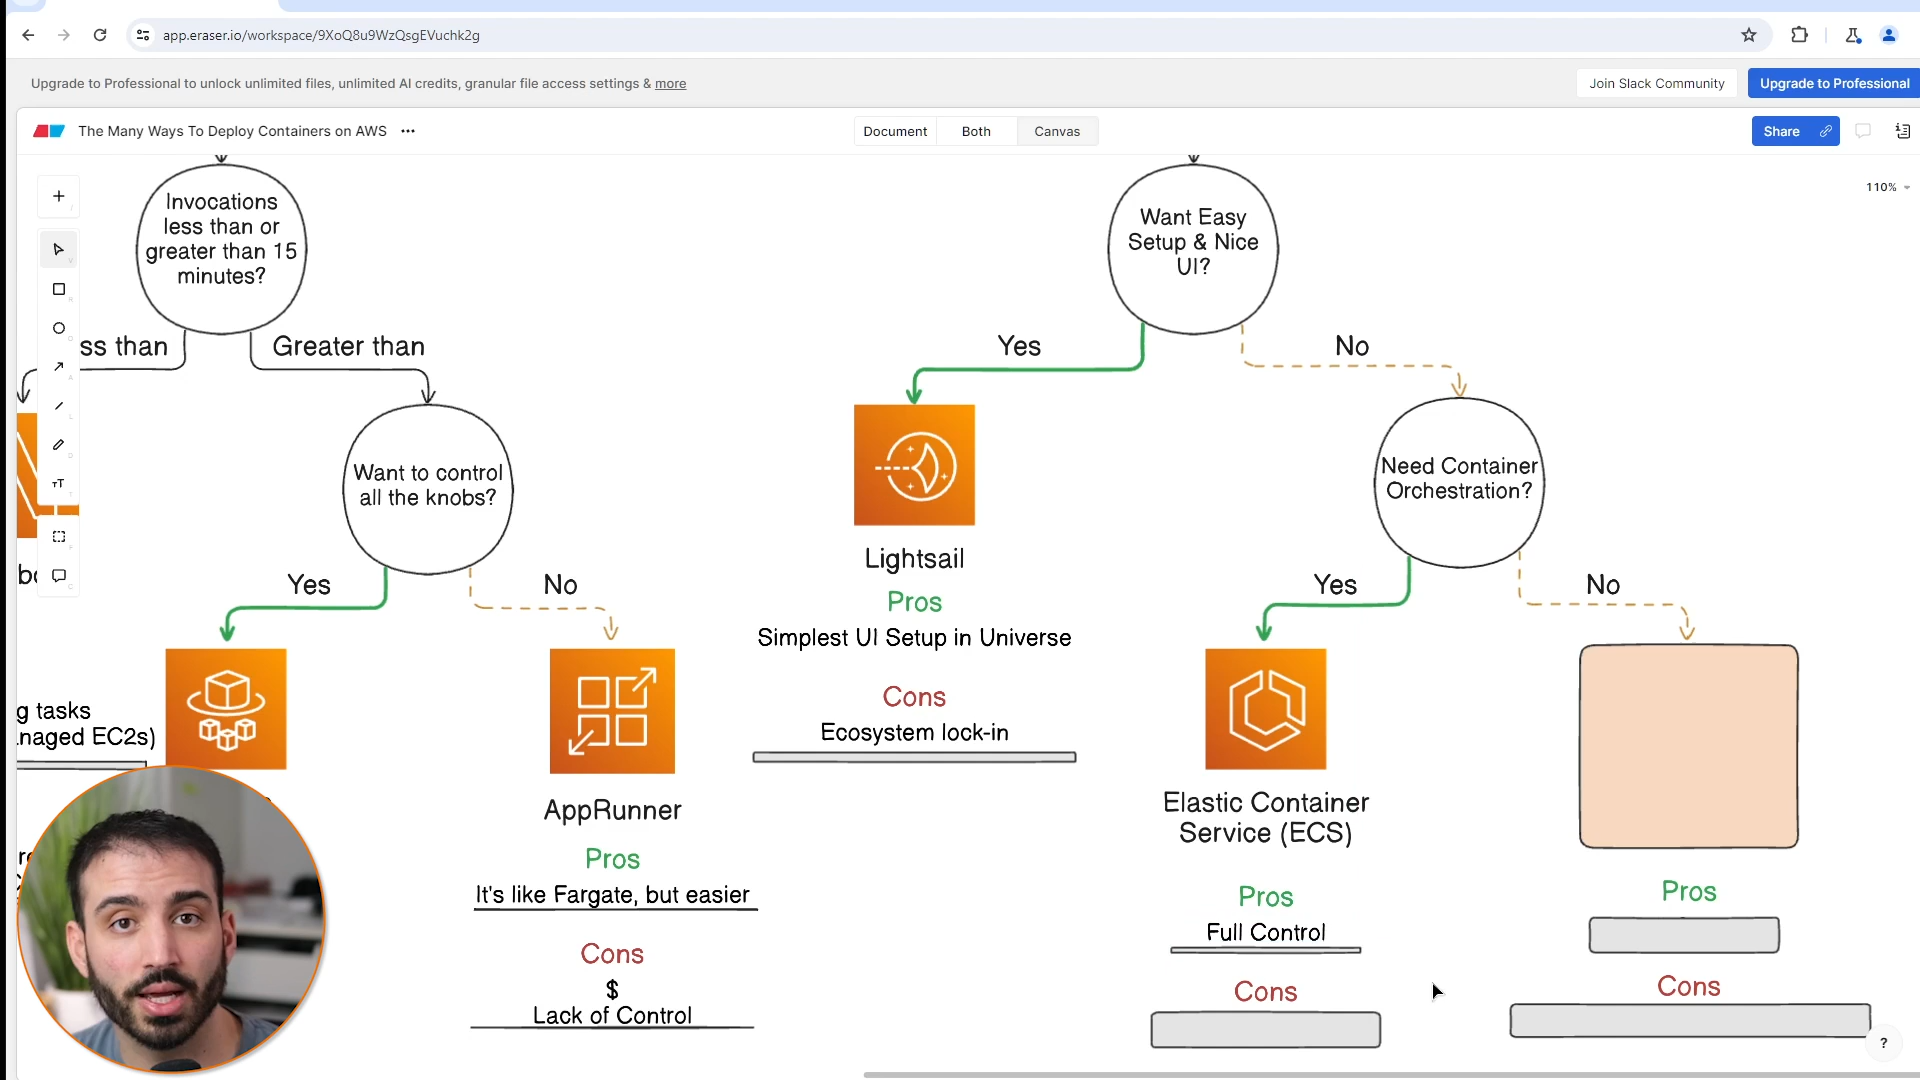 app.eraser.io/workspace/9XoQ8u9WzQsgEVuchk2g
Upgrade to Professional to unlock unlimited files, unlimited AI credits, granular file access settings & more
Join Slack Community
Upgrade to Professional
The Many Ways To Deploy Containers on AWS
Document
Both
Canvas
Share
110%
Invocations
less than or
greater than 15
minutes?
ss than
Greater than
Want to control
all the knobs?
Yes
No
g tasks
naged EC2s)
AppRunner
Pros
It's like Fargate, but easier
Cons
$
Lack of Control
Want Easy
Setup & Nice
UI?
Yes
No
Lightsail
Pros
Simplest UI Setup in Universe
Cons
Ecosystem lock-in
Need Container
Orchestration?
Yes
No
Elastic Container
Service (ECS)
Pros
Full Control
Cons
Pros
Cons
?